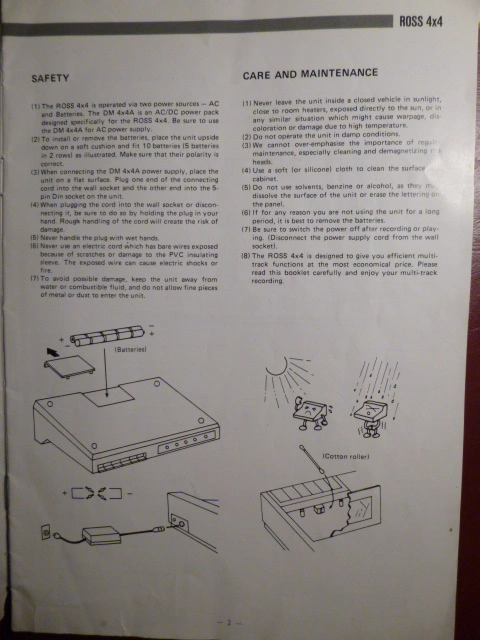 ROSS 4x4
SAFETY
(1) The ROSS 4x4 is operated via two power sources — AC
and Batteries. The DM 4x4A is an AC/DC power pack
designed specifically for the ROSS 4x4. Be sure to use
the DM 4x4A for AC power supply.
(2) To install or remove the batteries, place the unit upside
down on a soft cushion and fit 10 batteries (5 batteries
in 2 rows) as illustrated. Make sure that their polarity is
correct.
(3) When connecting the DM 4x4A power supply, place the
unit on a flat surface. Plug one end of the connecting
cord into the wall socket and the other end into the 5-
pin Din socket on the unit.
(4) When plugging the cord into the wall socket or discon-
necting it, be sure to do so by holding the plug in your
hand. Rough handling of the cord will create the risk of
damage.
(5) Never handle the plug with wet hands.
(6) Never use an electric cord which has bare wires exposed
because of scratches or damage to the PVC insulating
sleeve. The exposed wire can cause electric shocks or
fire.
(7) To avoid possible damage, keep the unit away from
water or combustible fluid, and do not allow fine pieces
of metal or dust to enter the unit.
+ −
+ −
(Batteries)
+ −
CARE AND MAINTENANCE
(1) Never leave the unit inside a closed vehicle in sunlight,
close to room heaters, exposed directly to the sun, or in
any similar situation which might cause warpage, dis-
coloration or damage due to high temperature.
(2) Do not operate the unit in damp conditions.
(3) We cannot over-emphasise the importance of regular
maintenance, especially cleaning and demagnetizing
heads.
(4) Use a soft (or silicone) cloth to clean the surface
cabinet.
(5) Do not use solvents, benzine or alcohol, as they may
dissolve the surface of the unit or erase the lettering on
the panel.
(6) If for any reason you are not using the unit for a long
period, it is best to remove the batteries.
(7) Be sure to switch the power off after recording or play-
ing. (Disconnect the power supply cord from the wall
socket).
(8) The ROSS 4x4 is designed to give you efficient multi-
track functions at the most economical price. Please
read this booklet carefully and enjoy your multi-track
recording.
(Cotton roller)
— 2 —